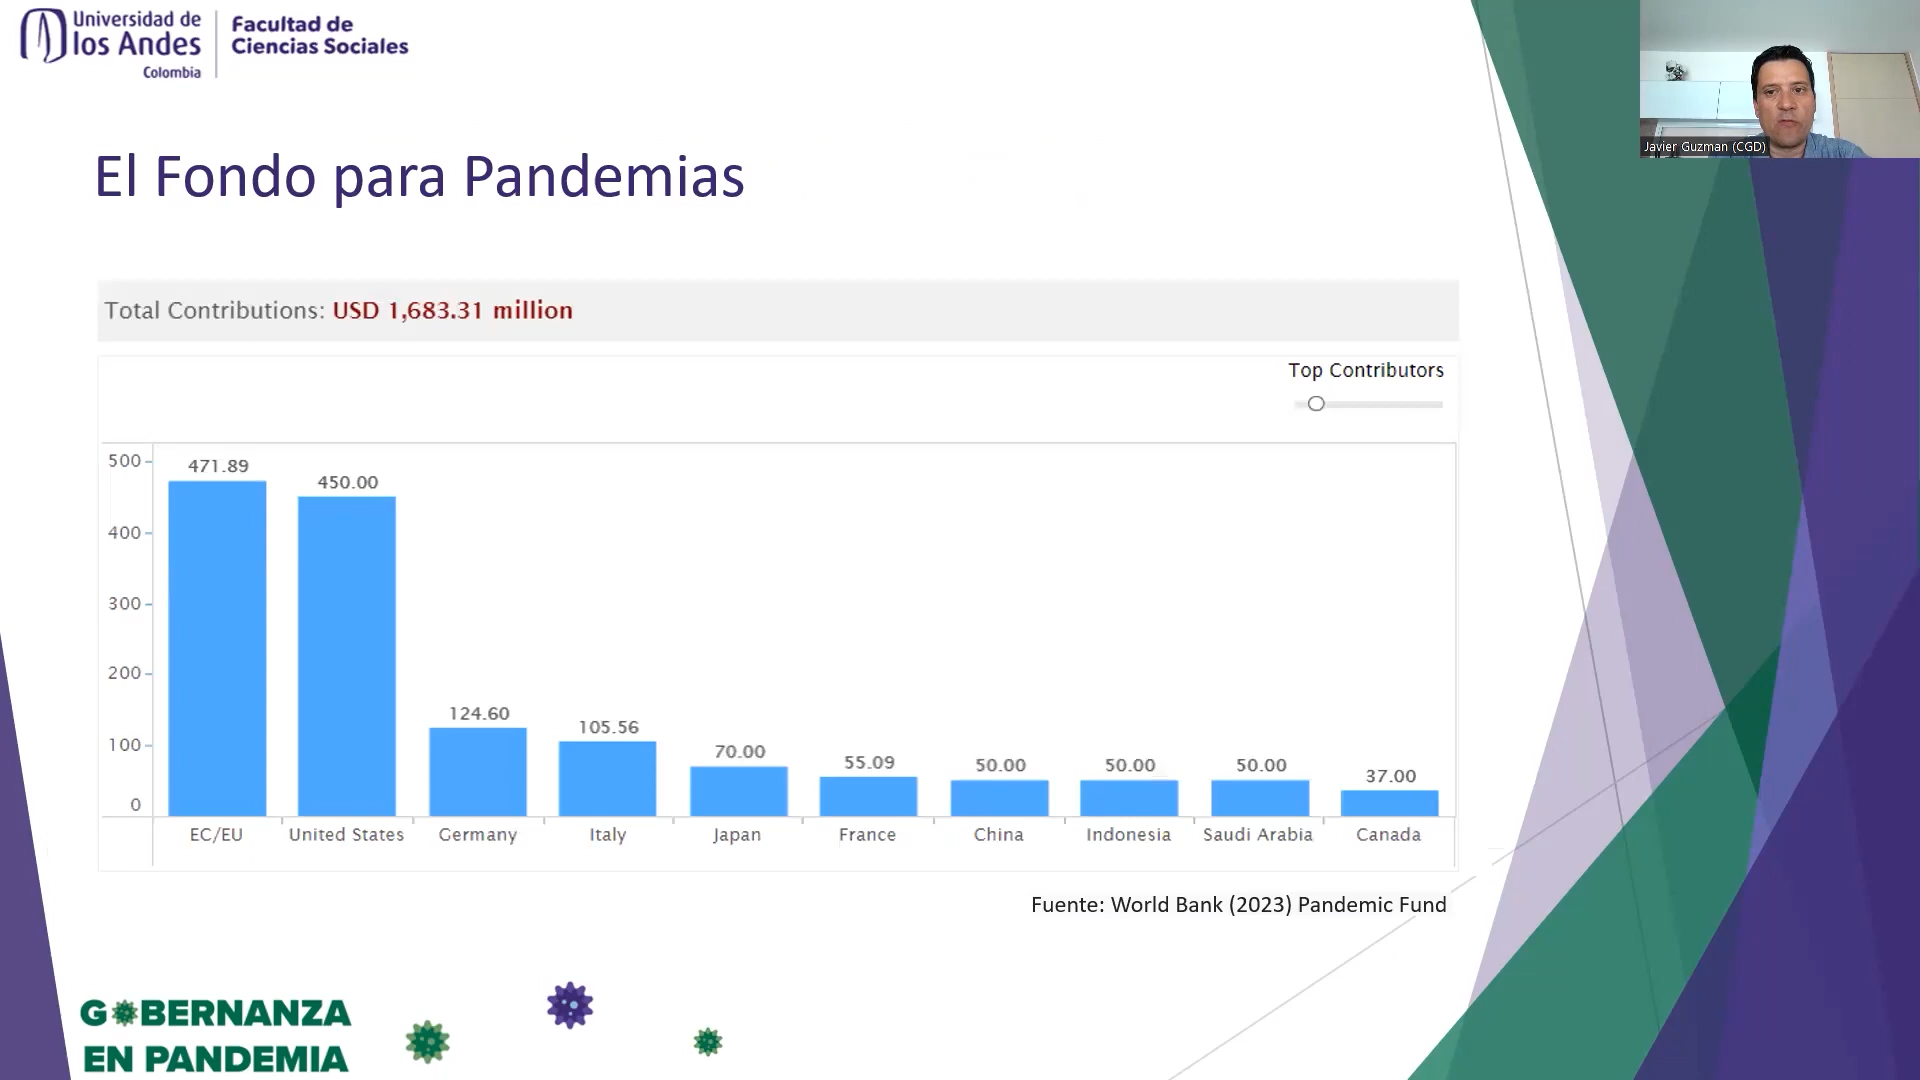 Universidad de
los Andes
Colombia
Facultad de
Ciencias Sociales
Javier Guzman (CGD)
El Fondo para Pandemias
Total Contributions: USD 1,683.31 million
Top Contributors
500
400
300
200
100
0
471.89
450.00
124.60
105.56
70.00
55.09
50.00
50.00
50.00
37.00
EC/EU
United States
Germany
Italy
Japan
France
China
Indonesia
Saudi Arabia
Canada
Fuente: World Bank (2023) Pandemic Fund
GOBERNANZA
EN PANDEMIA